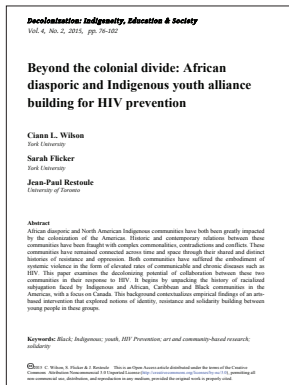 Decolonization: Indigeneity, Education & Society
Vol. 4, No. 2, 2015, pp. 76-102
Beyond the colonial divide: African
diasporic and Indigenous youth alliance
building for HIV prevention
Ciann L. Wilson
York University
Sarah Flicker
York University
Jean-Paul Restoule
University of Toronto
Abstract
African diasporic and North American Indigenous communities have both been greatly impacted
by the colonization of the Americas. Historic and contemporary relations between these
communities have been fraught with complex commonalities, contradictions and conflicts. These
communities have remained connected across time and space through their shared and distinct
histories of resistance and oppression. Both communities have suffered the embodiment of
systemic violence in the form of elevated rates of communicable and chronic diseases such as
HIV. This paper examines the decolonizing potential of collaboration between these two
communities in their response to HIV. It begins by unpacking the history of racialized
subjugation faced by Indigenous and African, Caribbean and Black communities in the
Americas, with a focus on Canada. This background contextualizes empirical findings of an arts-
based intervention that explored notions of identity, resistance and solidarity building between
young people in these groups.
Keywords: Black; Indigenous; youth, HIV Prevention; art and community-based research;
solidarity
2015 C. Wilson, S. Flicker & J. Restoule This is an Open Access article distributed under the terms of the Creative
Commons Attribution Noncommercial 3.0 Unported License (http://creativecommons.org/licenses/by-nc/3.0), permitting all
non-commercial use, distribution, and reproduction in any medium, provided the original work is properly cited.